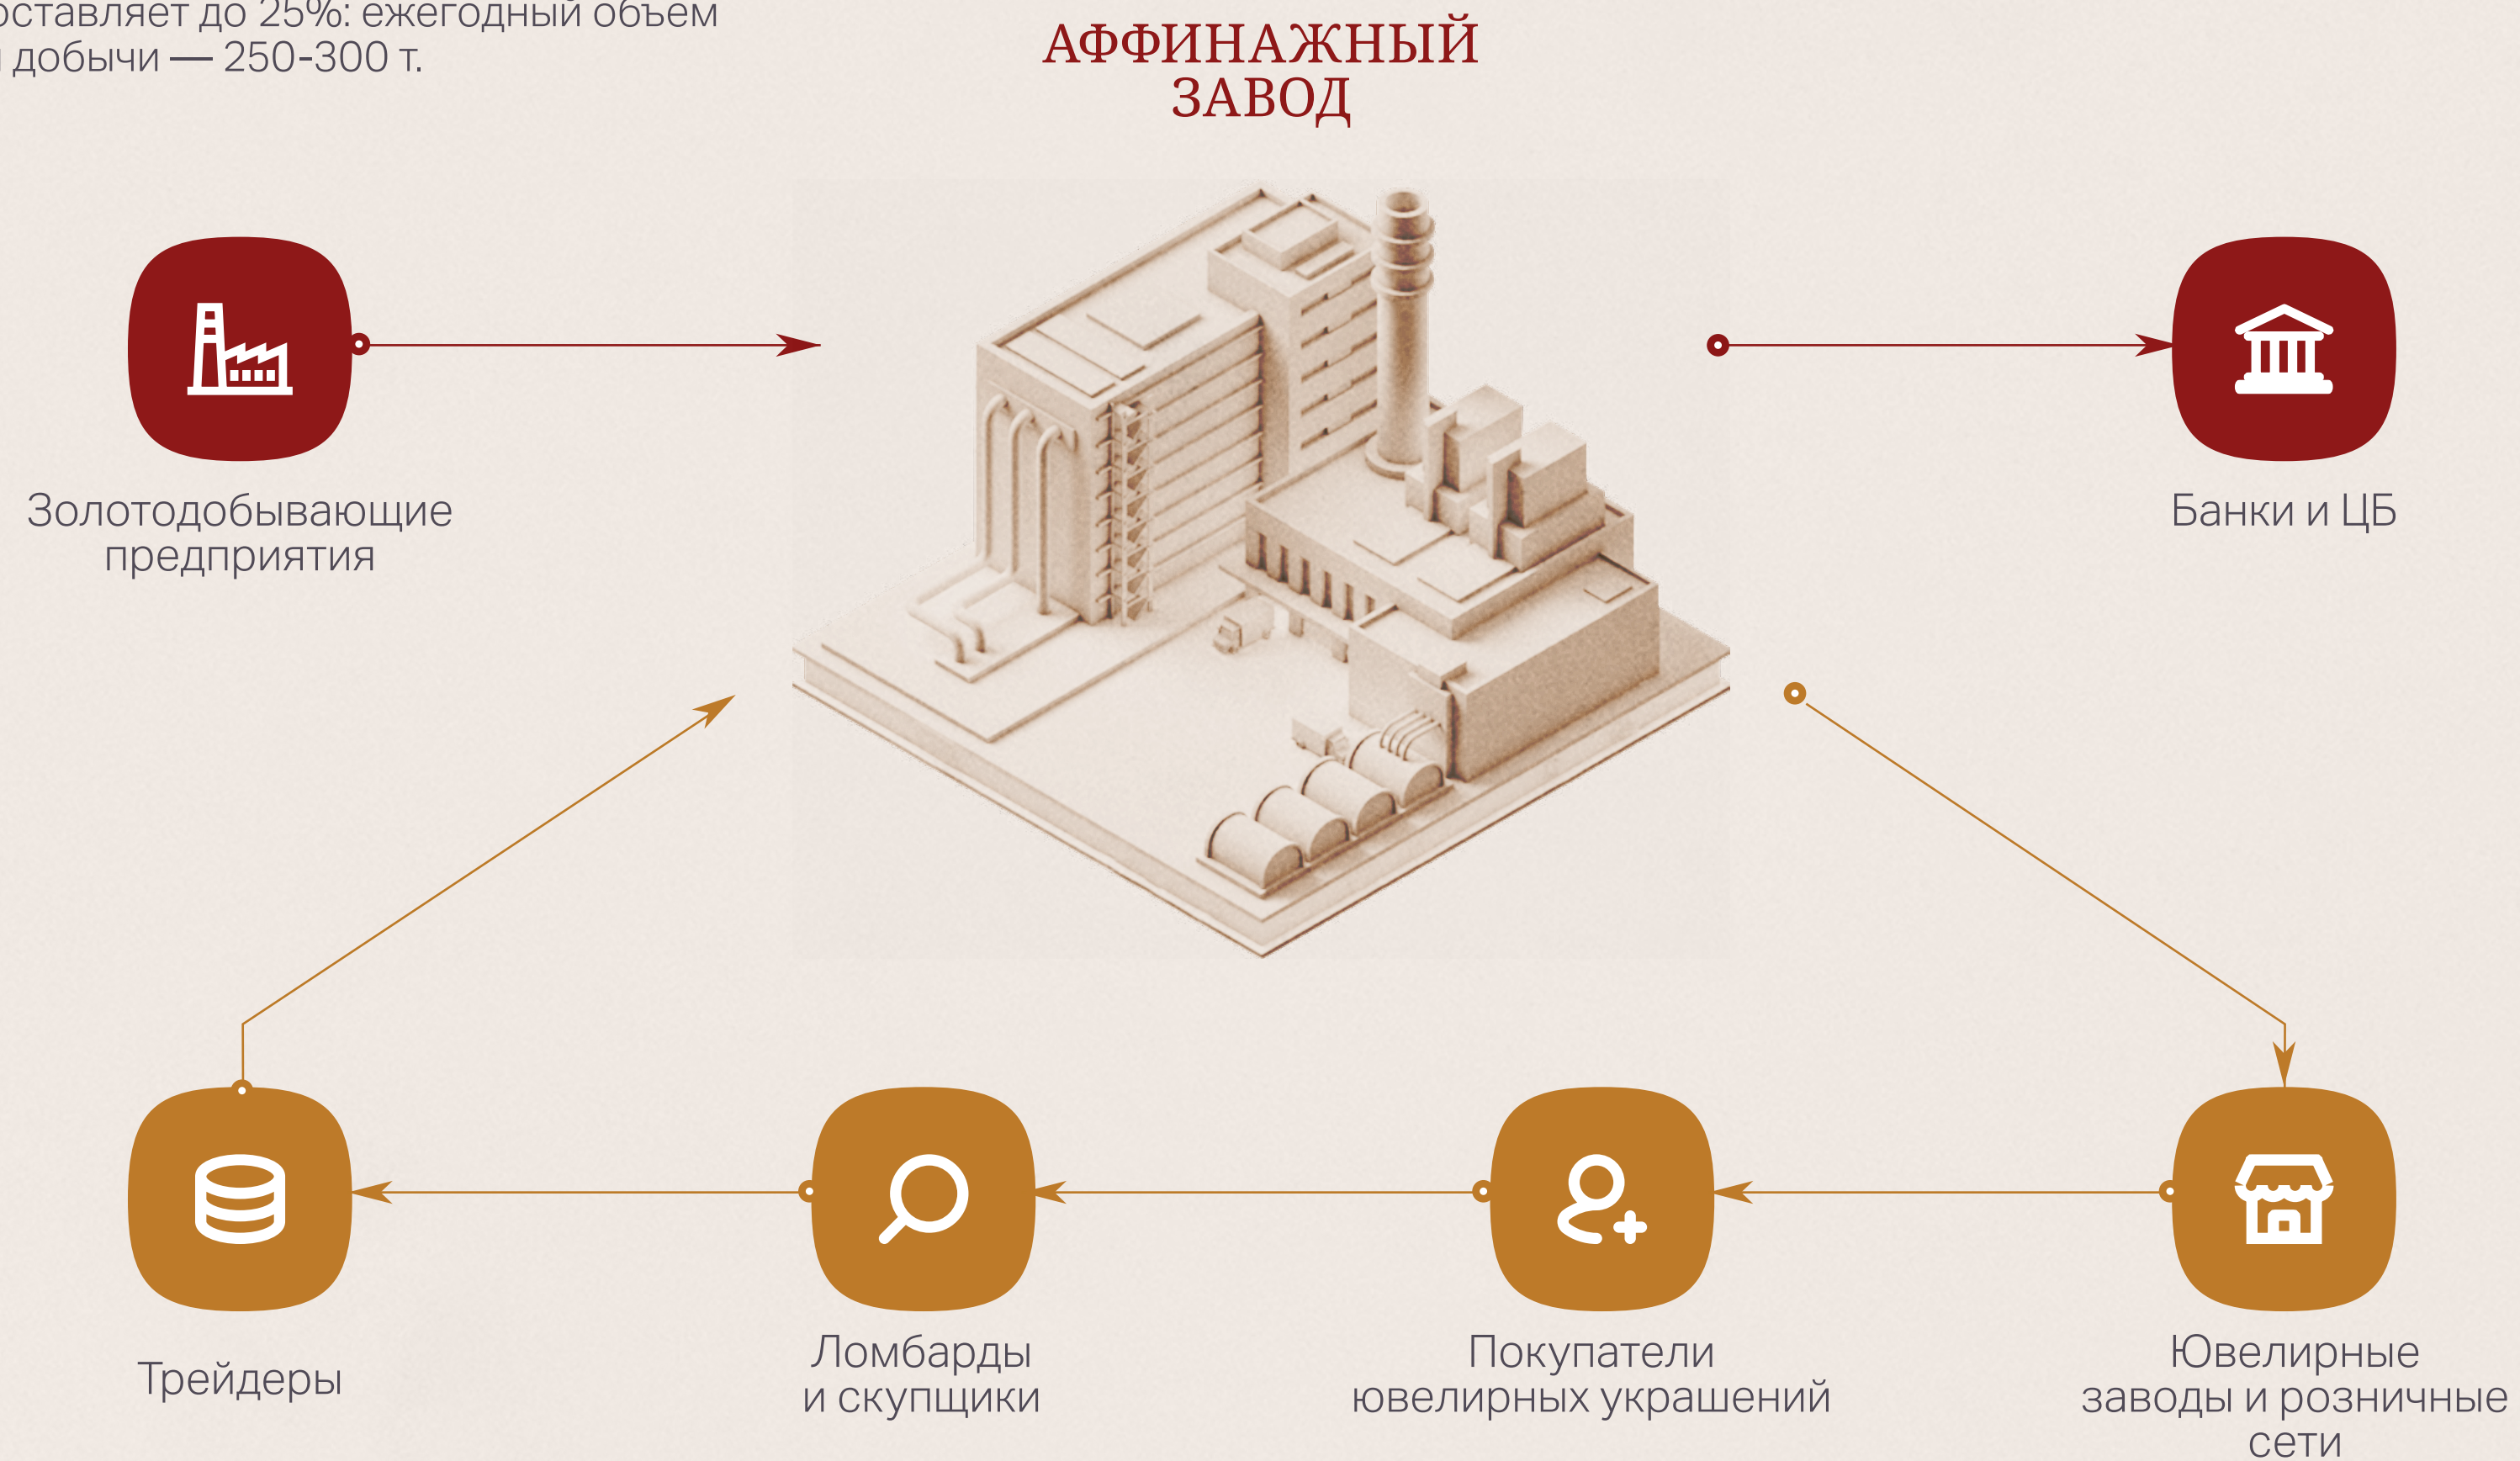 оставляет до 25%: ежегодный объем
добычи — 250-300 т.
АФФИНАЖНЫЙ
ЗАВОД
Золотодобывающие
предприятия
Банки и ЦБ
Трейдеры
Ломбарды
и скупщики
Покупатели
ювелирных украшений
Ювелирные
заводы и розничные
сети